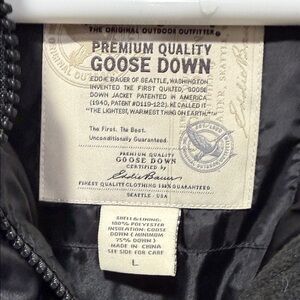 THE ORIGINAL OUTDOOR OUTFITTER
PREMIUM QUALITY
GOOSE DOWN
EDDIE BAUER OF SEATTLE, WASHINGTON
INVENTED THE FIRST QUILTED, GOOSE
DOWN JACKET PATENTED IN AMERICA
(1940, PATENT #D119-122). HE CALLED IT
"THE LIGHTEST, WARMEST THING ON EARTH."
The First. The Best.
Unconditionally Guaranteed.
PREMIUM QUALITY
GOOSE DOWN
CERTIFIED by
Eddie Bauer
FINEST QUALITY CLOTHING 100% GUARANTEED
SEATTLE · USA
SHELL&LINING:
100% POLYESTER
INSULATION: GOOSE
DOWN (MINIMUM
75% DOWN)
MADE IN CHINA
SEE SIDE FOR CARE
L